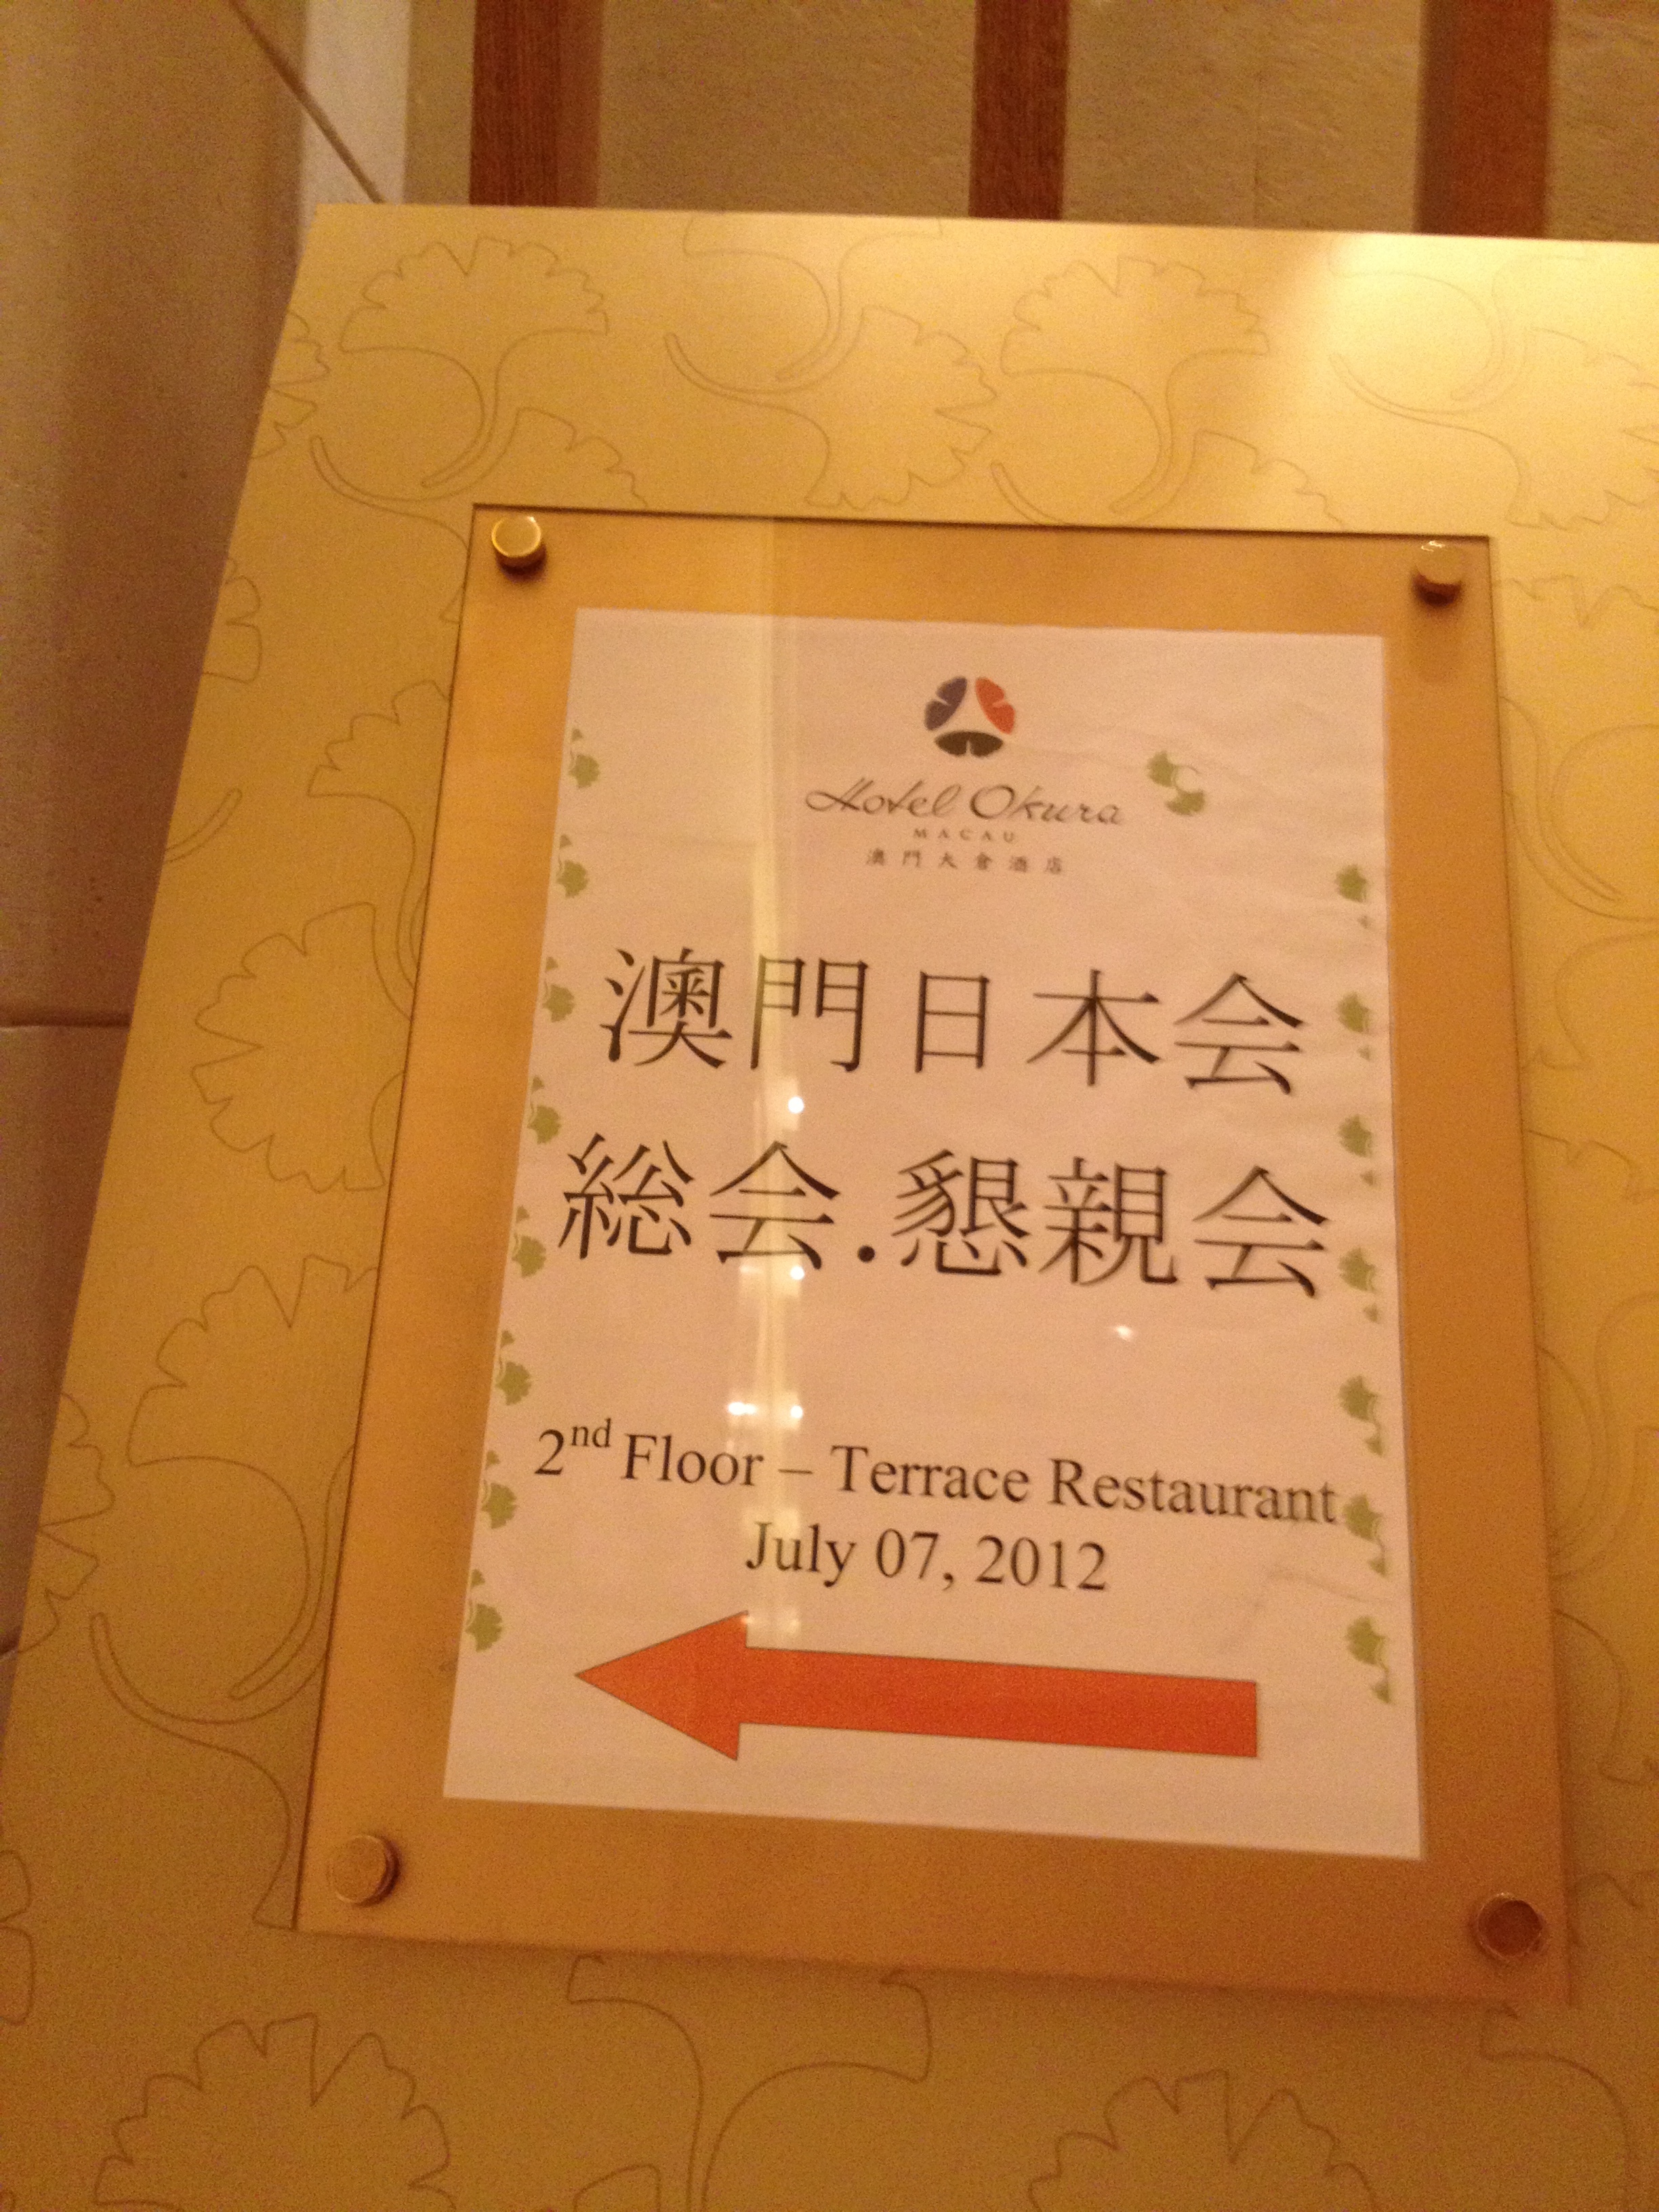 Hotel Okura
MACAU
澳門大倉酒店
澳門日本会
総会.懇親会
2nd Floor – Terrace Restaurant
July 07, 2012